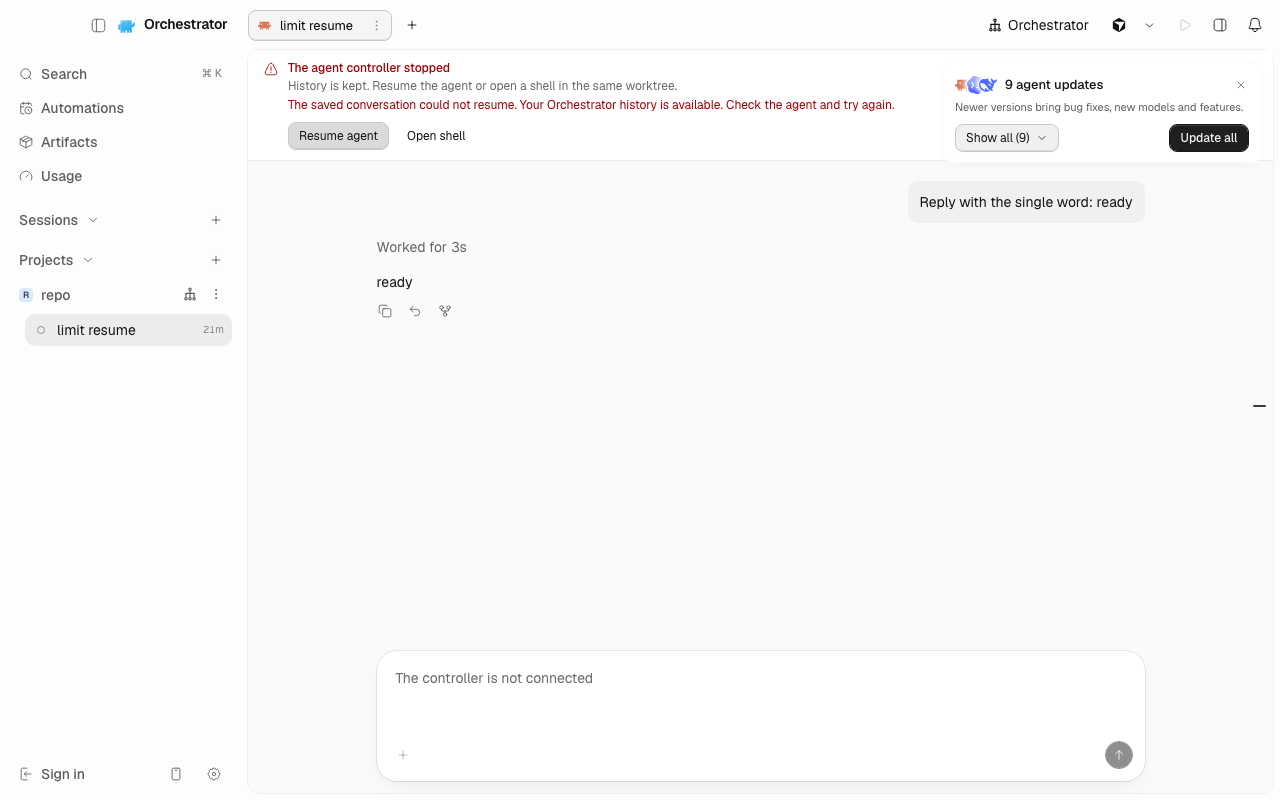 Orchestrator
limit resume
Orchestrator
Search
⌘ K
Automations
Artifacts
Usage
Sessions
Projects
R repo
limit resume
21m
The agent controller stopped
History is kept. Resume the agent or open a shell in the same worktree.
The saved conversation could not resume. Your Orchestrator history is available. Check the agent and try again.
Resume agent
Open shell
9 agent updates
Newer versions bring bug fixes, new models and features.
Show all (9)
Update all
Reply with the single word: ready
Worked for 3s
ready
The controller is not connected
Sign in